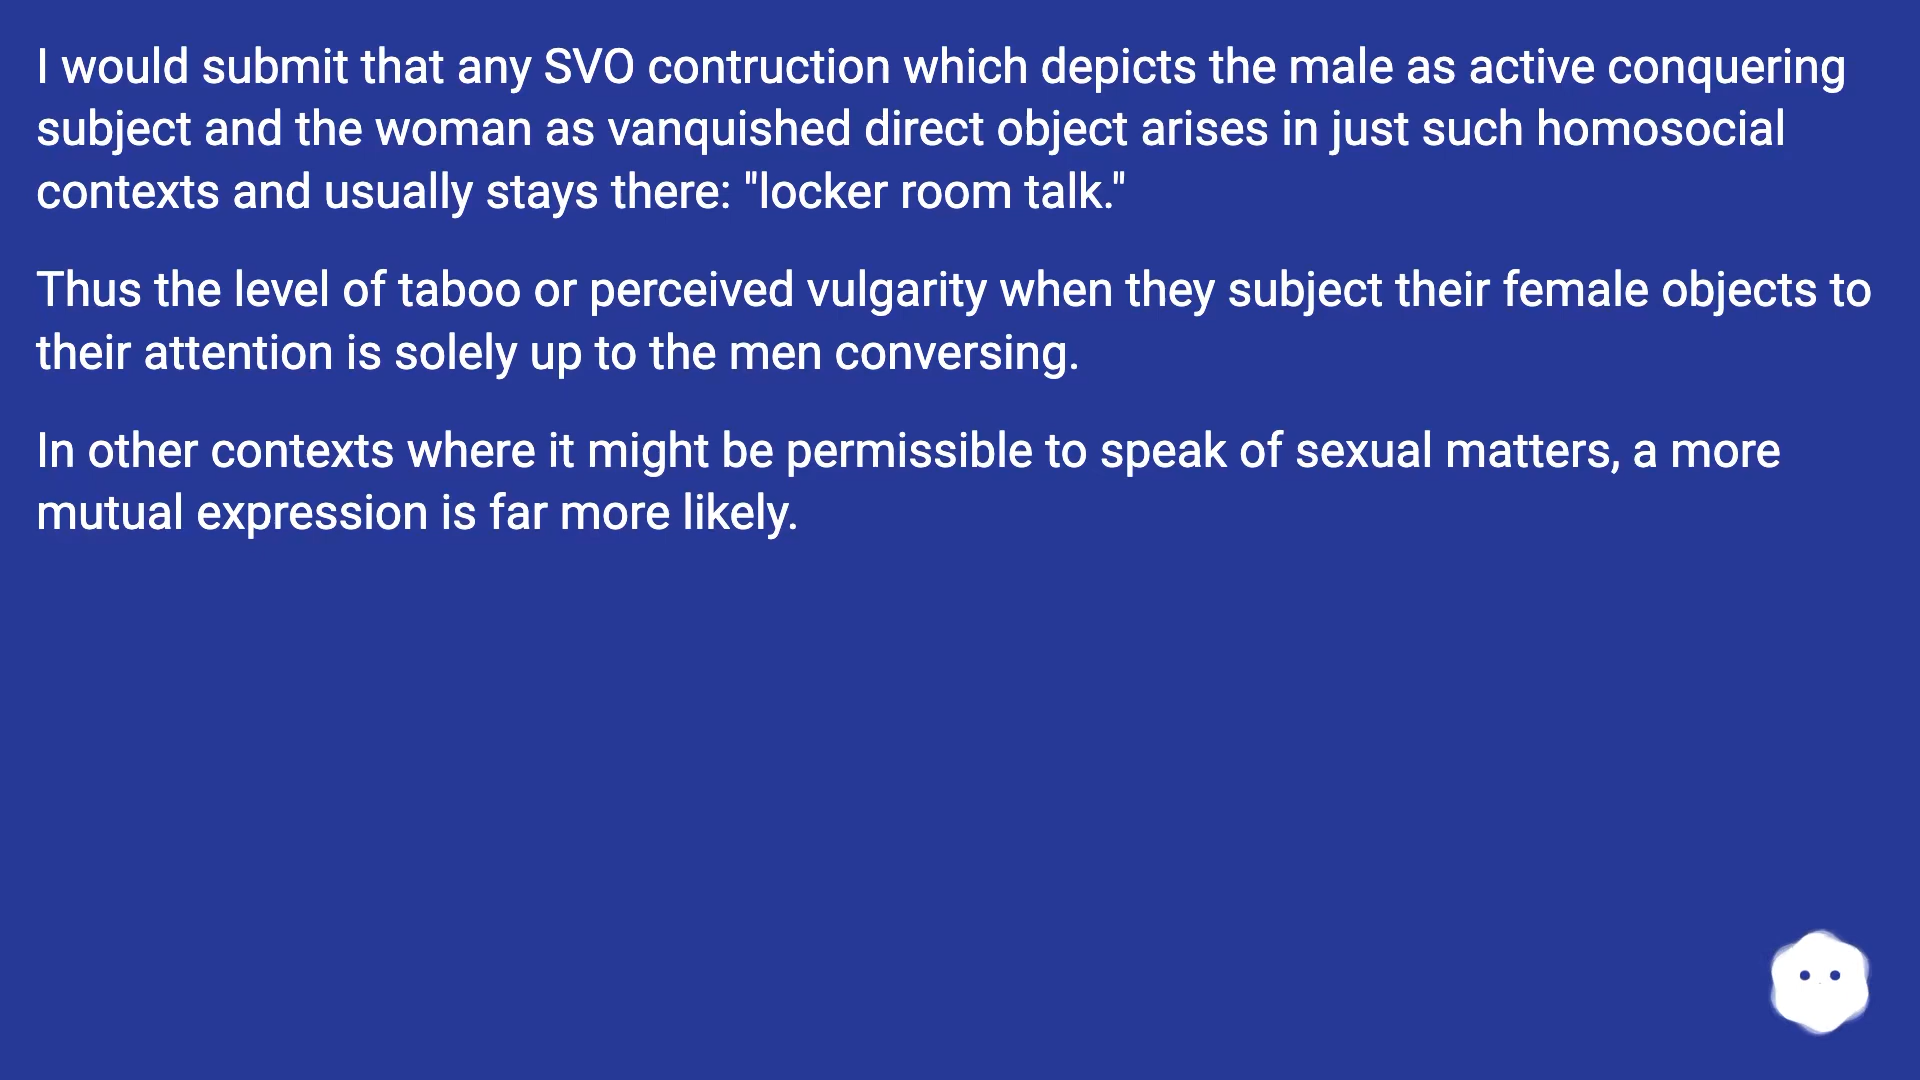 I would submit that any SVO contruction which depicts the male as active conquering
subject and the woman as vanquished direct object arises in just such homosocial
contexts and usually stays there: "locker room talk."
Thus the level of taboo or perceived vulgarity when they subject their female objects to
their attention is solely up to the men conversing.
In other contexts where it might be permissible to speak of sexual matters, a more
mutual expression is far more likely.